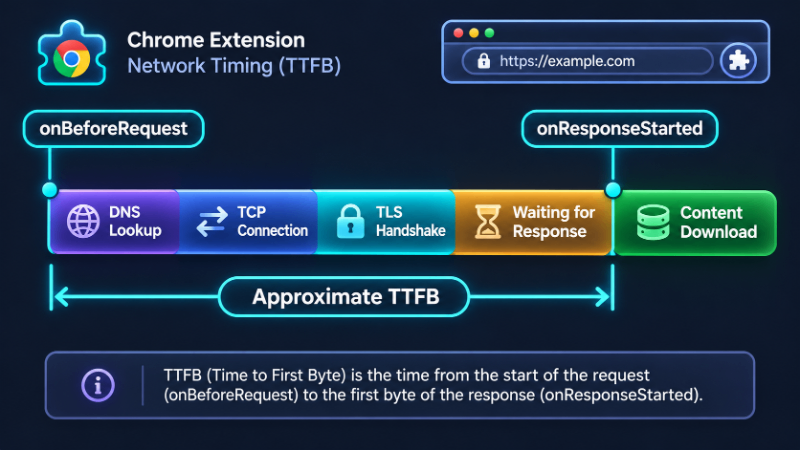 Chrome Extension
Network Timing (TTFB)
https://example.com
onBeforeRequest
onResponseStarted
DNS
Lookup
TCP
Connection
TLS
Handshake
Waiting for
Response
Content
Download
Approximate TTFB
TTFB (Time to First Byte) is the time from the start of the request
(onBeforeRequest) to the first byte of the response (onResponseStarted).